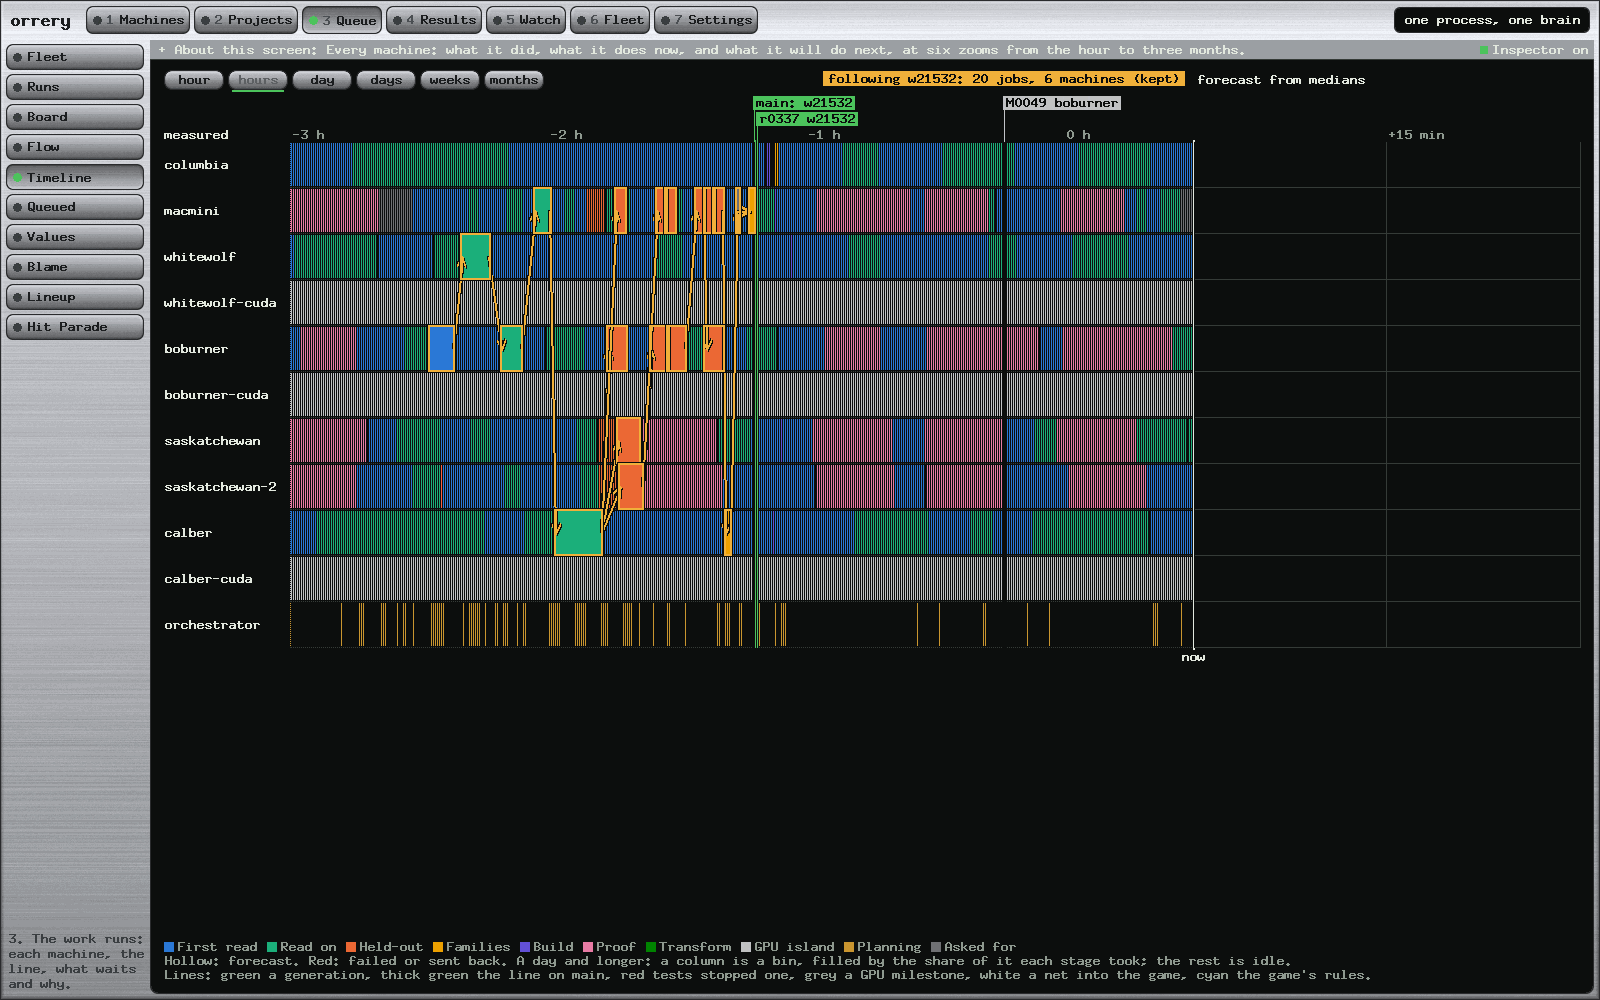 orrery 1 Machines 2 Projects 3 Queue 4 Results 5 Watch 6 Fleet 7 Settings one process, one brain
+ About this screen: Every machine: what it did, what it does now, and what it will do next, at six zooms from the hour to three months. Inspector on
Fleet
Runs
Board
Flow
Timeline
Queued
Values
Blame
Lineup
Hit Parade
hour hours day days weeks months following w21532: 20 jobs, 6 machines (kept) forecast from medians
main: w21532 M0049 boburner
r0337 w21532
measured -3 h -2 h -1 h 0 h +15 min
columbia
macmini
whitewolf
whitewolf-cuda
boburner
boburner-cuda
saskatchewan
saskatchewan-2
calber
calber-cuda
orchestrator
now
3. The work runs:
each machine, the
line, what waits
and why.
First read Read on Held-out Families Build Proof Transform GPU island Planning Asked for
Hollow: forecast. Red: failed or sent back. A day and longer: a column is a bin, filled by the share of it each stage took; the rest is idle.
Lines: green a generation, thick green the line on main, red tests stopped one, grey a GPU milestone, white a net into the game, cyan the game's rules.